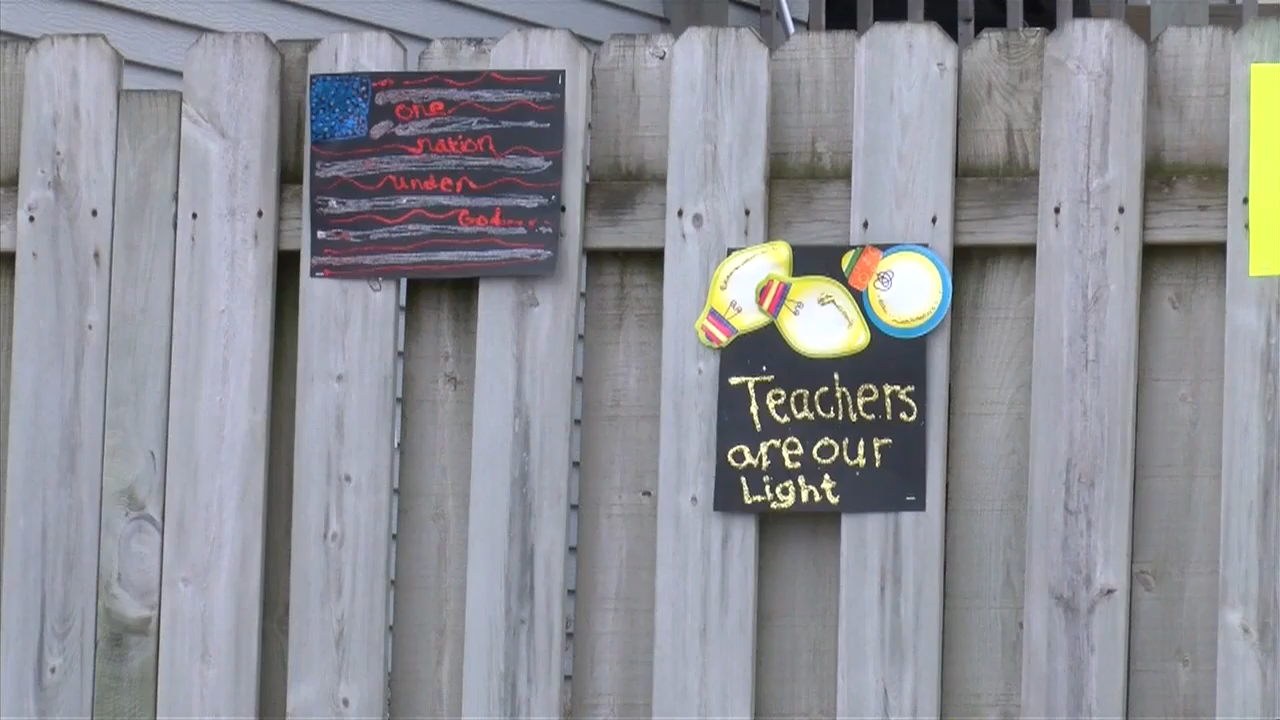 one
nation
under
God....
Teachers
are our
Light